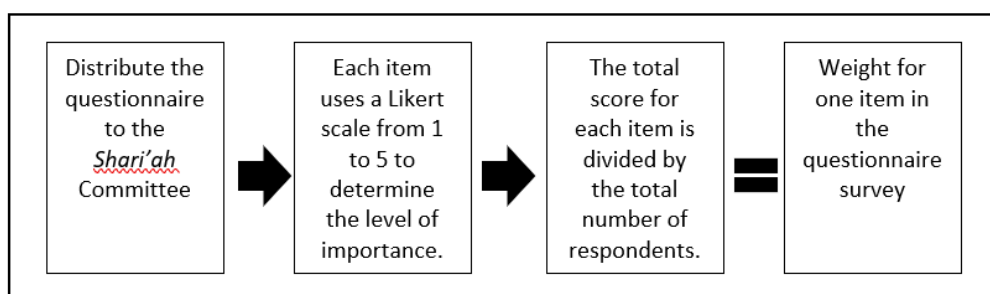 Distribute the
questionnaire
to the
Shari'ah
Committee
Each item
uses a Likert
scale from 1
to 5 to
determine
the level of
importance.
The total
score for
each item is
divided by
the total
number of
respondents.
Weight for
one item in
the
questionnaire
survey